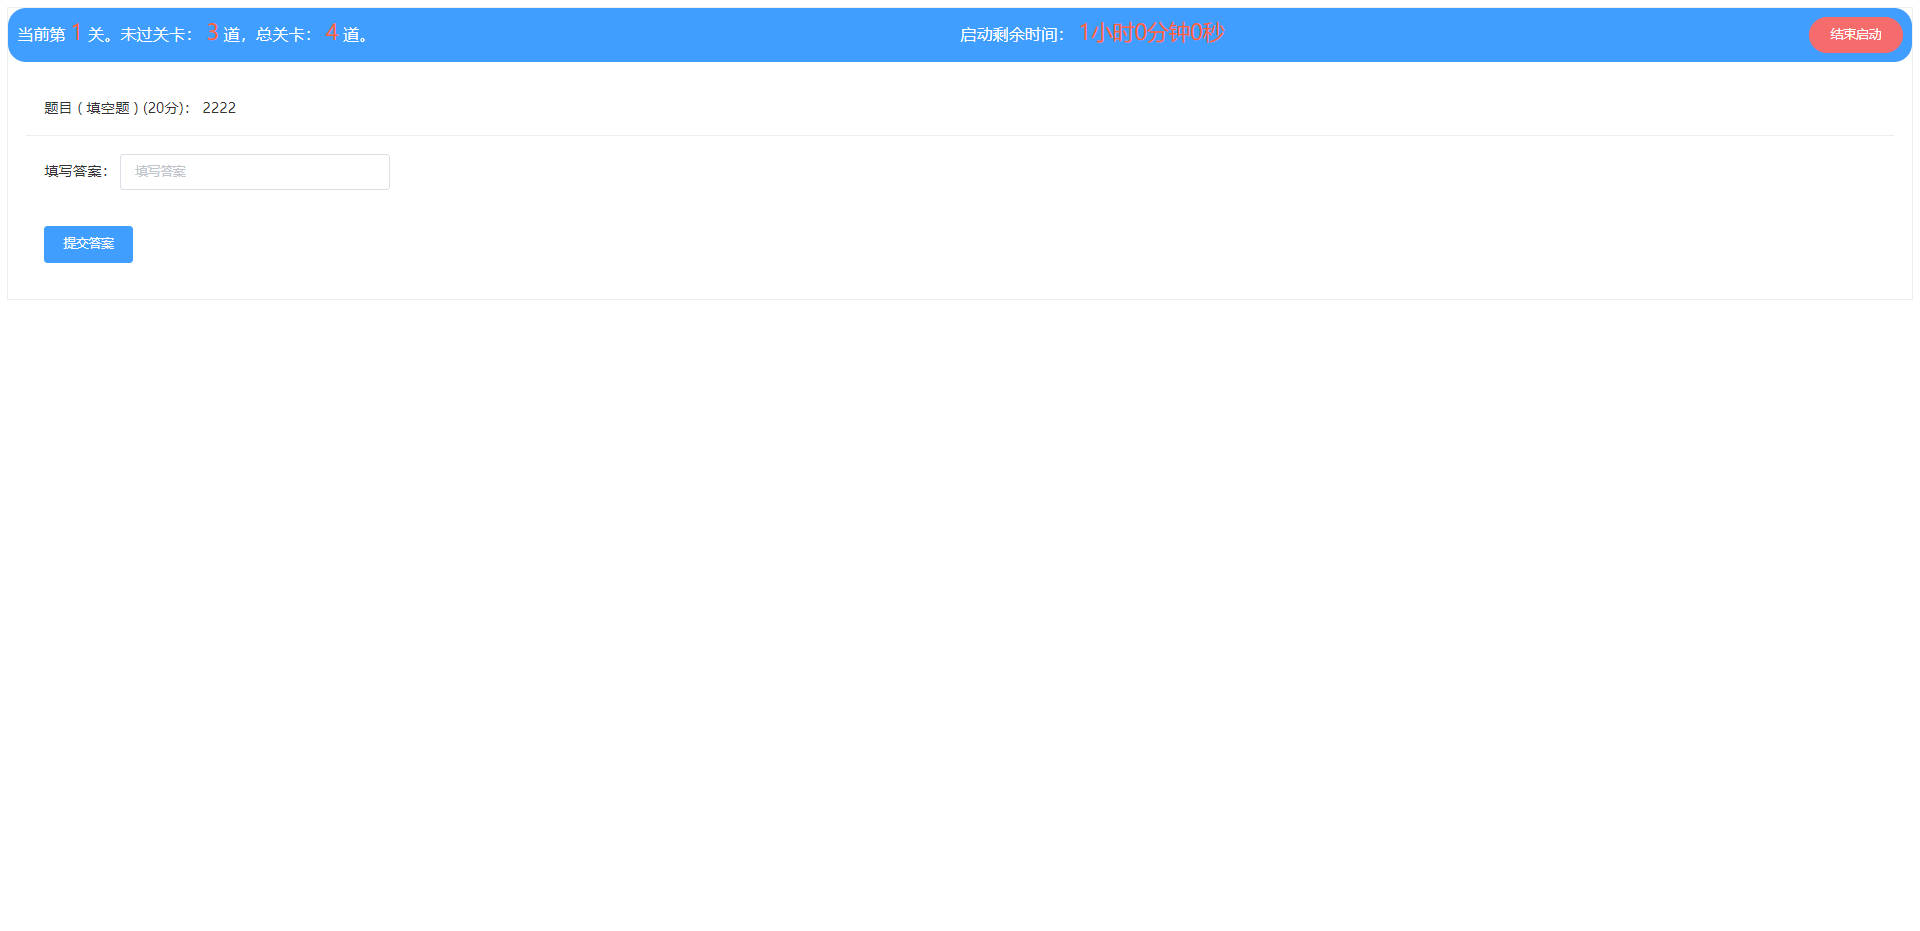 当前第 1 关。未过关卡： 3 道，总关卡： 4 道。
启动剩余时间： 1小时0分钟0秒
结束启动
题目 ( 填空题 ) (20分)： 2222
填写答案： 填写答案
提交答案